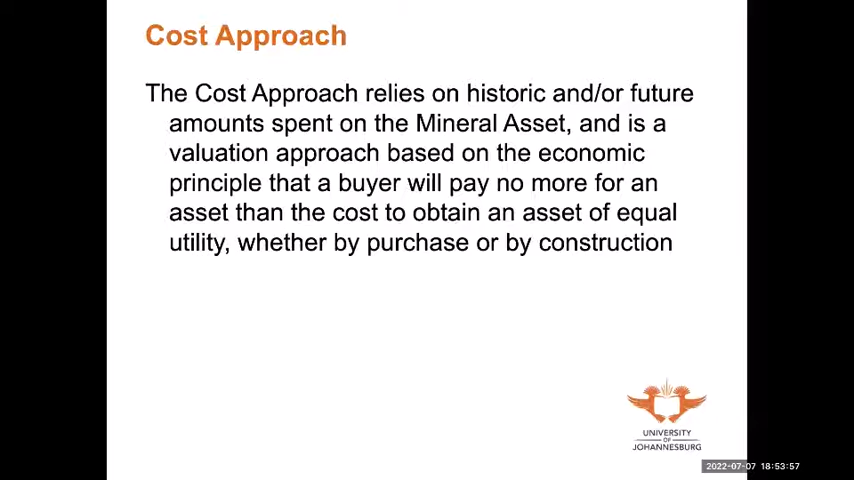 Cost Approach
The Cost Approach relies on historic and/or future
amounts spent on the Mineral Asset, and is a
valuation approach based on the economic
principle that a buyer will pay no more for an
asset than the cost to obtain an asset of equal
utility, whether by purchase or by construction
UNIVERSITY
OF
JOHANNESBURG
2022-07-07 18:53:57